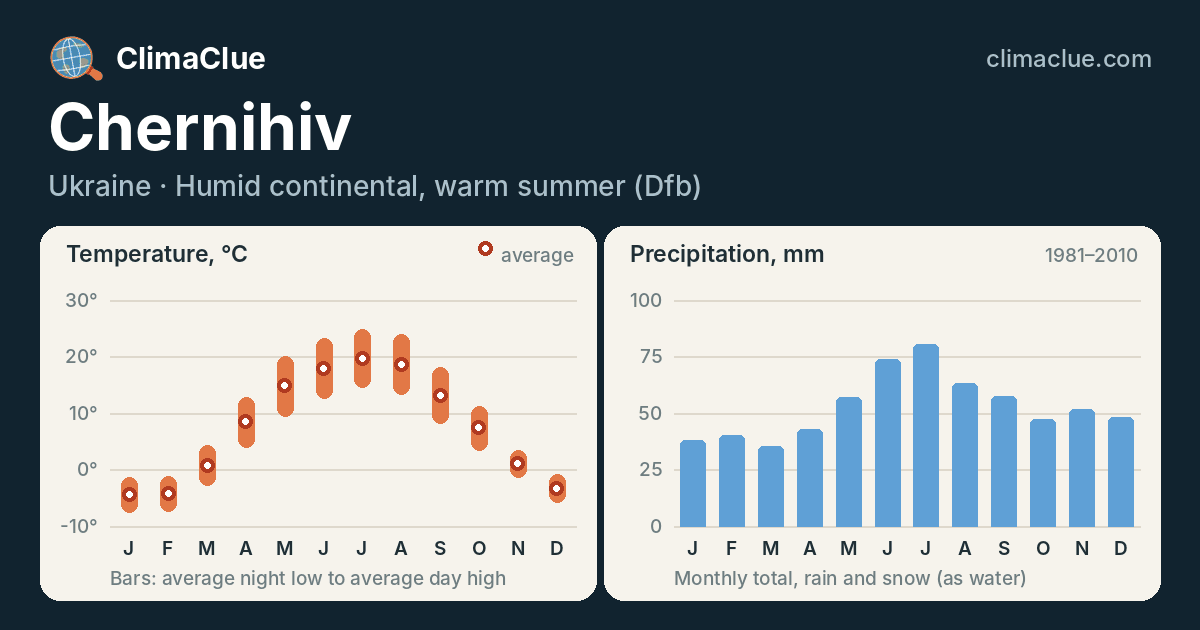 ClimaClue
climaclue.com
Chernihiv
Ukraine · Humid continental, warm summer (Dfb)
Temperature, °C
average
30°
20°
10°
0°
-10°
J F M A M J J A S O N D
Bars: average night low to average day high
Precipitation, mm
1981–2010
100
75
50
25
0
J F M A M J J A S O N D
Monthly total, rain and snow (as water)